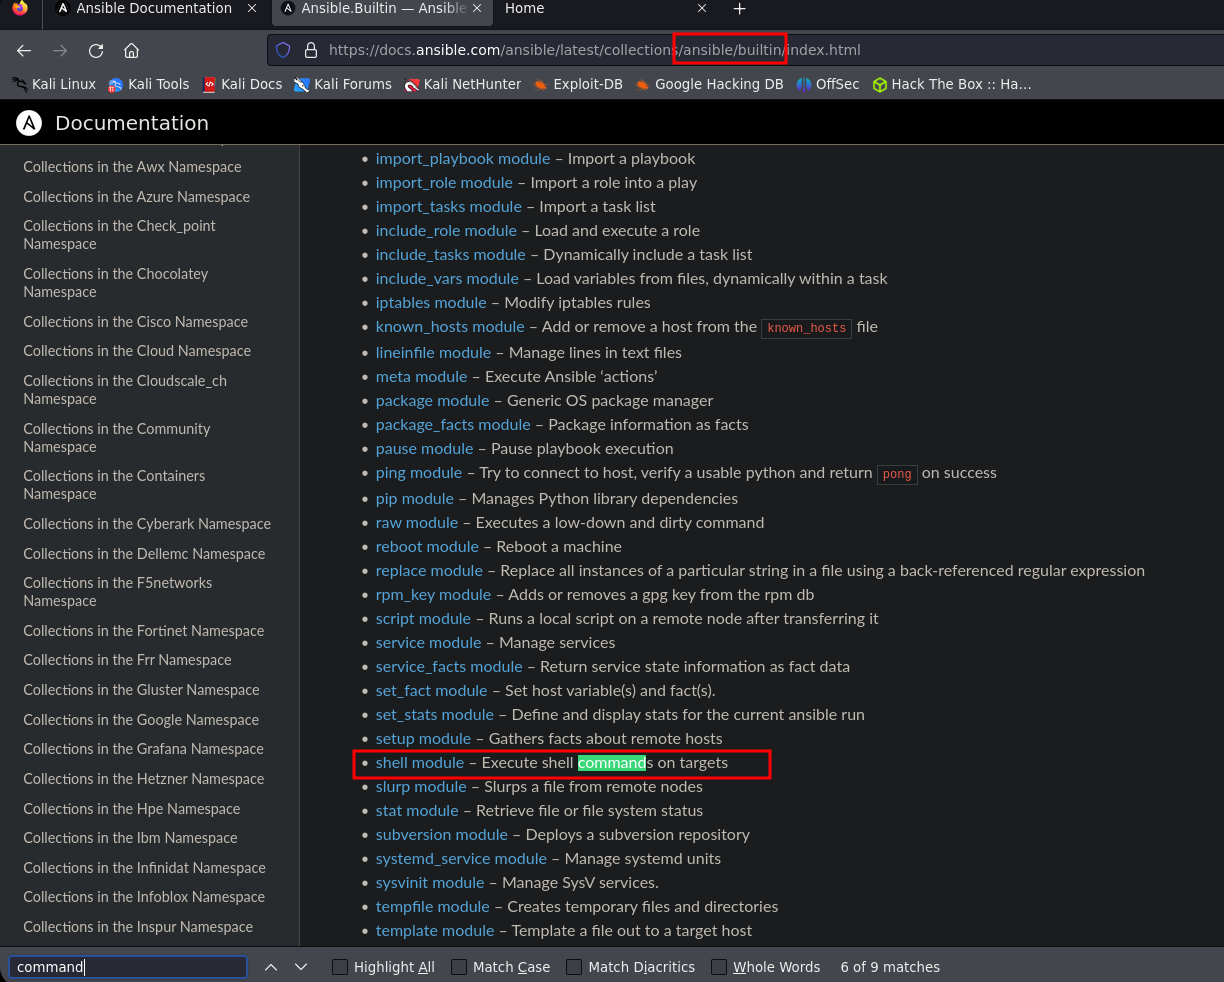 Ansible Documentation
Ansible.Builtin — Ansible
Home
https://docs.ansible.com/ansible/latest/collections/ansible/builtin/index.html
Kali Linux
Kali Tools
Kali Docs
Kali Forums
Kali NetHunter
Exploit-DB
Google Hacking DB
OffSec
Hack The Box :: Ha…
Documentation
Collections in the Awx Namespace
Collections in the Azure Namespace
Collections in the Check_point
Namespace
Collections in the Chocolatey
Namespace
Collections in the Cisco Namespace
Collections in the Cloud Namespace
Collections in the Cloudscale_ch
Namespace
Collections in the Community
Namespace
Collections in the Containers
Namespace
Collections in the Cyberark Namespace
Collections in the Dellemc Namespace
Collections in the F5networks
Namespace
Collections in the Fortinet Namespace
Collections in the Frr Namespace
Collections in the Gluster Namespace
Collections in the Google Namespace
Collections in the Grafana Namespace
Collections in the Hetzner Namespace
Collections in the Hpe Namespace
Collections in the Ibm Namespace
Collections in the Infinidat Namespace
Collections in the Infoblox Namespace
Collections in the Inspur Namespace
• import_playbook module – Import a playbook
• import_role module – Import a role into a play
• import_tasks module – Import a task list
• include_role module – Load and execute a role
• include_tasks module – Dynamically include a task list
• include_vars module – Load variables from files, dynamically within a task
• iptables module – Modify iptables rules
• known_hosts module – Add or remove a host from the known_hosts file
• lineinfile module – Manage lines in text files
• meta module – Execute Ansible ‘actions’
• package module – Generic OS package manager
• package_facts module – Package information as facts
• pause module – Pause playbook execution
• ping module – Try to connect to host, verify a usable python and return pong on success
• pip module – Manages Python library dependencies
• raw module – Executes a low-down and dirty command
• reboot module – Reboot a machine
• replace module – Replace all instances of a particular string in a file using a back-referenced regular expression
• rpm_key module – Adds or removes a gpg key from the rpm db
• script module – Runs a local script on a remote node after transferring it
• service module – Manage services
• service_facts module – Return service state information as fact data
• set_fact module – Set host variable(s) and fact(s).
• set_stats module – Define and display stats for the current ansible run
• setup module – Gathers facts about remote hosts
• shell module – Execute shell commands on targets
• slurp module – Slurps a file from remote nodes
• stat module – Retrieve file or file system status
• subversion module – Deploys a subversion repository
• systemd_service module – Manage systemd units
• sysvinit module – Manage SysV services.
• tempfile module – Creates temporary files and directories
• template module – Template a file out to a target host
command
Highlight All
Match Case
Match Diacritics
Whole Words
6 of 9 matches